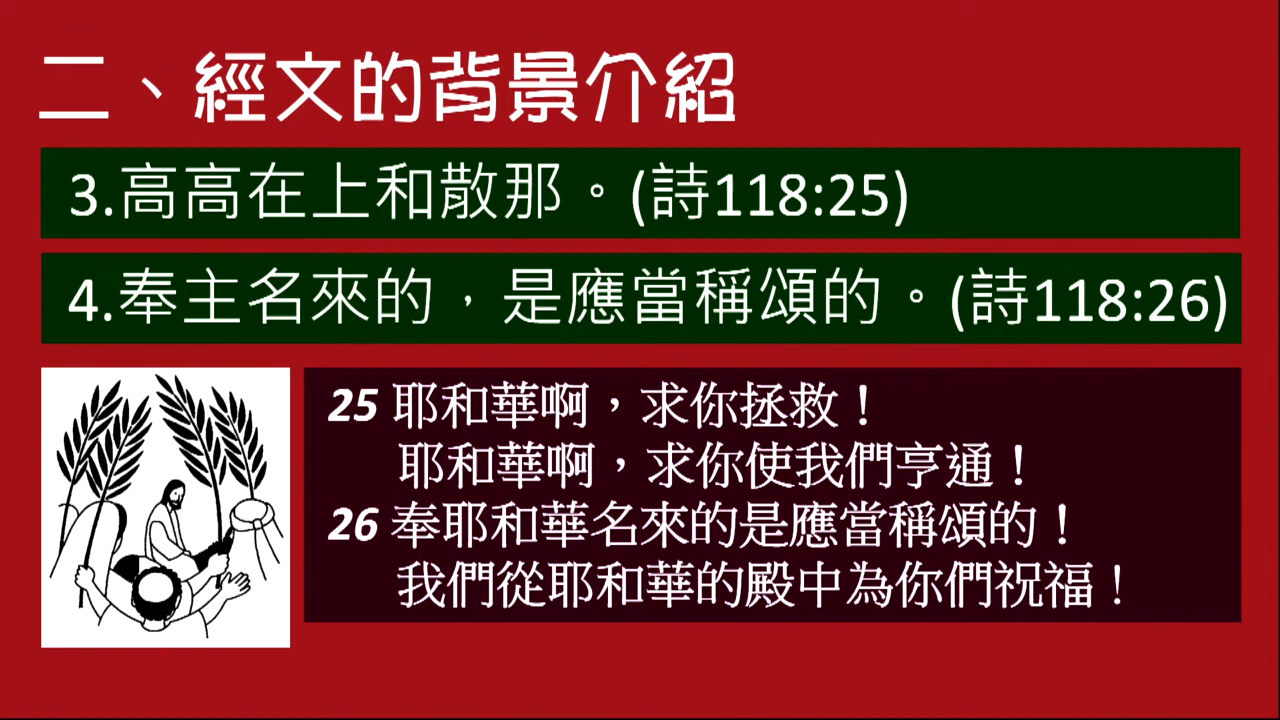 二、經文的背景介紹
3.高高在上和散那。(詩118:25)
4.奉主名來的，是應當稱頌的。(詩118:26)
25 耶和華啊，求你拯救！
耶和華啊，求你使我們亨通！
26 奉耶和華名來的是應當稱頌的！
我們從耶和華的殿中為你們祝福！